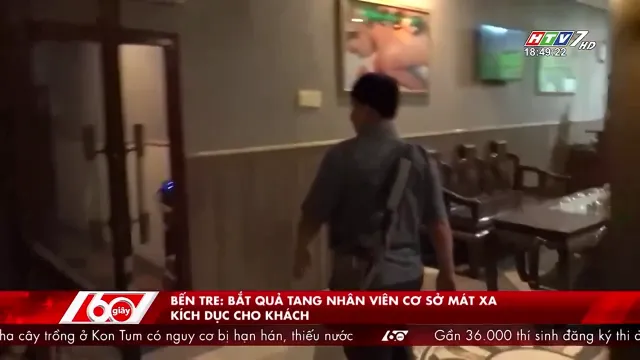 HTV7 HD
18:49:22
BẾN TRE: BẮT QUẢ TANG NHÂN VIÊN CƠ SỞ MÁT XA
KÍCH DỤC CHO KHÁCH
60 giây
cây trồng ở Kon Tum có nguy cơ bị hạn hán, thiếu nước
60
Gần 36.000 thí sinh đăng ký thi